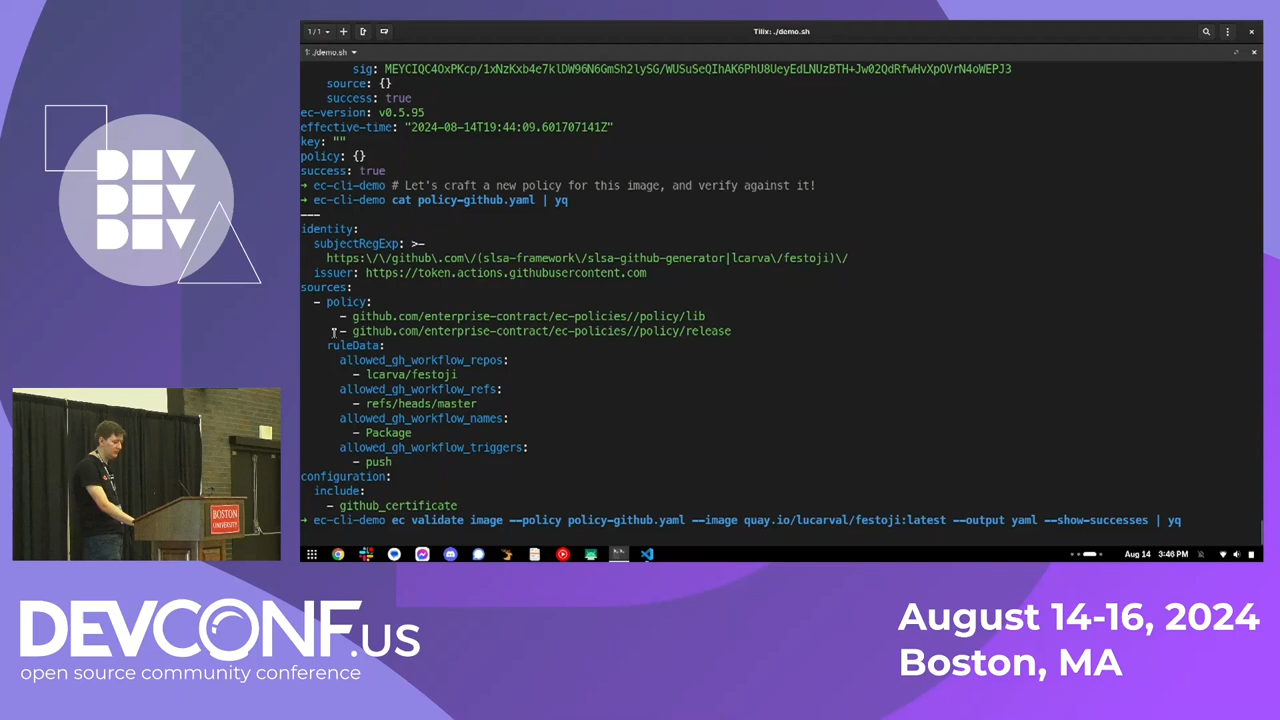 1 / 1
Tilix: ./demo.sh
1: ./demo.sh
sig: MEYCIQC4OxPKcp/1xNzKxb4e7klDW96N6GmSh2lySG/WUSuSeQIhAK6PhU8UeyEdLNUzBTH+Jw02QdRfwHvXpOVrN4oWEPJ3
source: {}
success: true
ec-version: v0.5.95
effective-time: "2024-08-14T19:44:09.601707141Z"
key: ""
policy: {}
success: true
➜ ec-cli-demo # Let's craft a new policy for this image, and verify against it!
➜ ec-cli-demo cat policy-github.yaml | yq
---
identity:
subjectRegExp: >-
https:\/\/github\.com\/(slsa-framework\/slsa-github-generator|lcarva\/festoji)\/
issuer: https://token.actions.githubusercontent.com
sources:
- policy:
- github.com/enterprise-contract/ec-policies//policy/lib
- github.com/enterprise-contract/ec-policies//policy/release
ruleData:
allowed_gh_workflow_repos:
- lcarva/festoji
allowed_gh_workflow_refs:
- refs/heads/master
allowed_gh_workflow_names:
- Package
allowed_gh_workflow_triggers:
- push
configuration:
include:
- github_certificate
➜ ec-cli-demo ec validate image --policy policy-github.yaml --image quay.io/lucarval/festoji:latest --output yaml --show-successes | yq
Aug 14 3:46 PM
DEV
DEV
DEV
BOSTON
UNIVERSITY
DEVCONF.US
open source community conference
August 14-16, 2024
Boston, MA